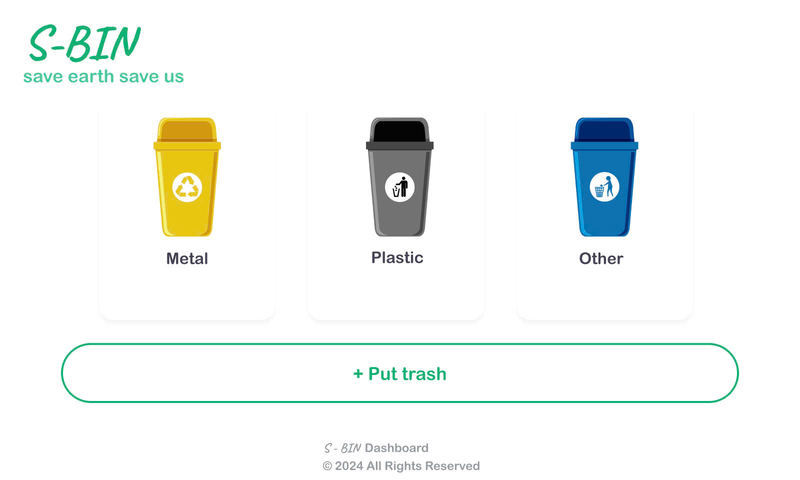 S-BIN
save earth save us
Metal
Plastic
Other
+ Put trash
S-BIN Dashboard
© 2024 All Rights Reserved